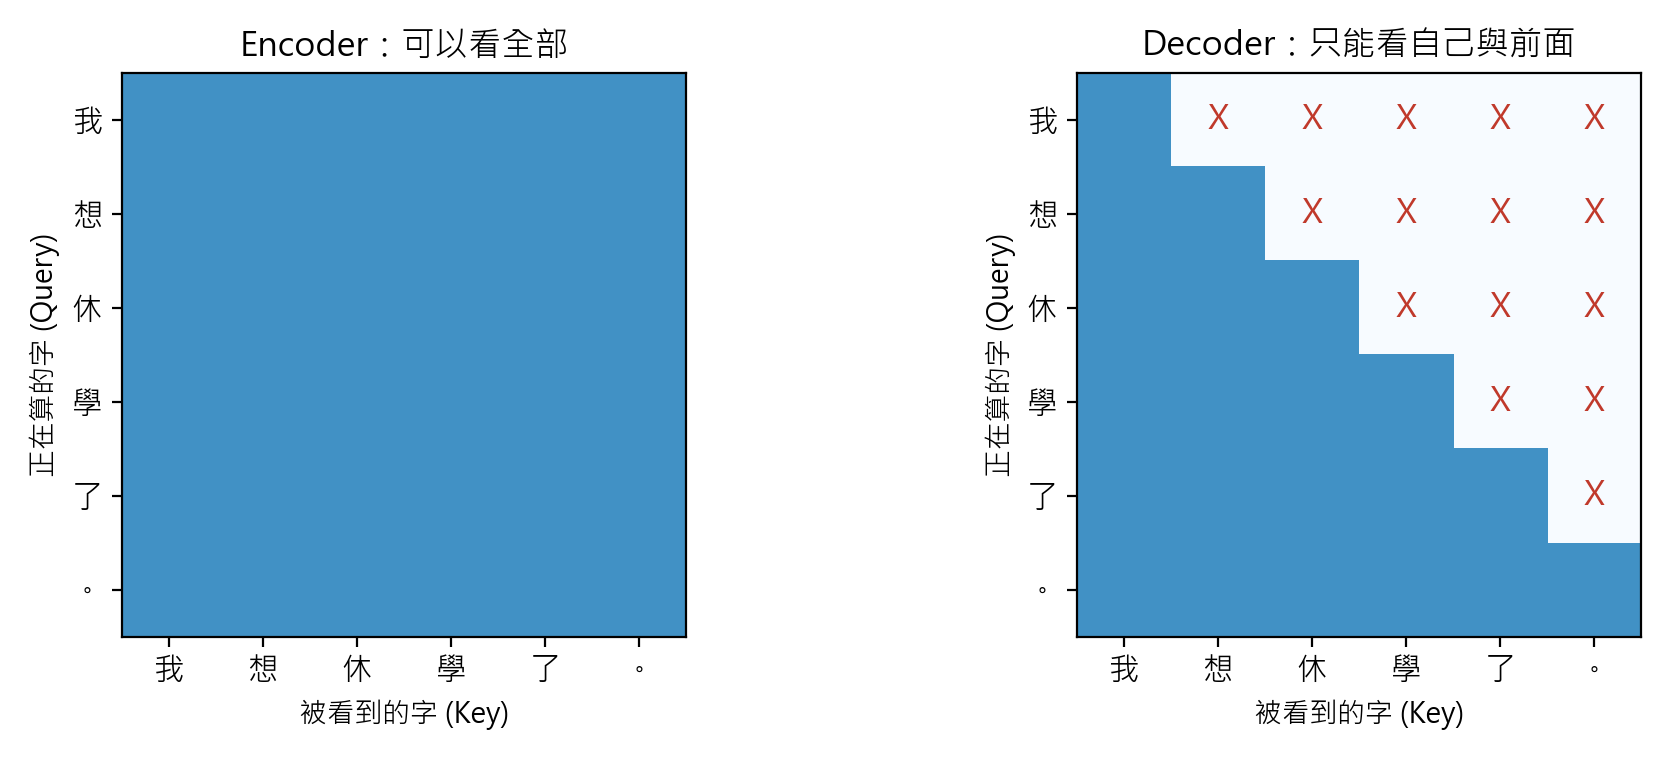 Encoder：可以看全部
正在算的字 (Query)
我
想
休
學
了
。
我 想 休 學 了 。
被看到的字 (Key)
Decoder：只能看自己與前面
正在算的字 (Query)
我 X X X X X
想 X X X X
休 X X X
學 X X
了 X
。
我 想 休 學 了 。
被看到的字 (Key)